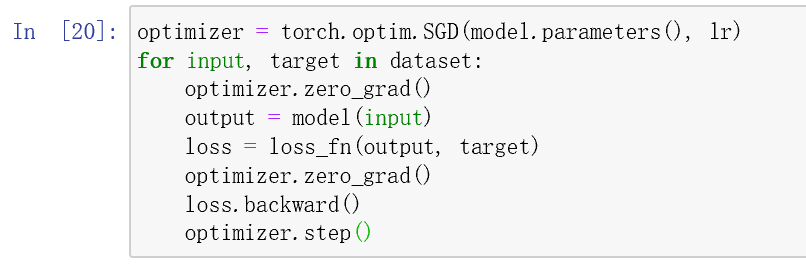 In [20]: optimizer = torch.optim.SGD(model.parameters(), lr)
for input, target in dataset:
    optimizer.zero_grad()
    output = model(input)
    loss = loss_fn(output, target)
    optimizer.zero_grad()
    loss.backward()
    optimizer.step()